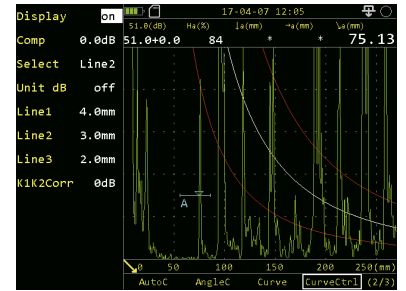 17-04-07 12:05
Display on
Comp 0.0dB
Select Line2
Unit dB off
Line1 4.0mm
Line2 3.0mm
Line3 2.0mm
K1K2Corr 0dB
51.0(dB) Ha(%) ⊥a(mm) →a(mm) ↘a(mm)
51.0+0.0 84 * * 75.13
A
0 50 100 150 200 250(mm)
AutoC AngleC Curve CurveCtrl (2/3)